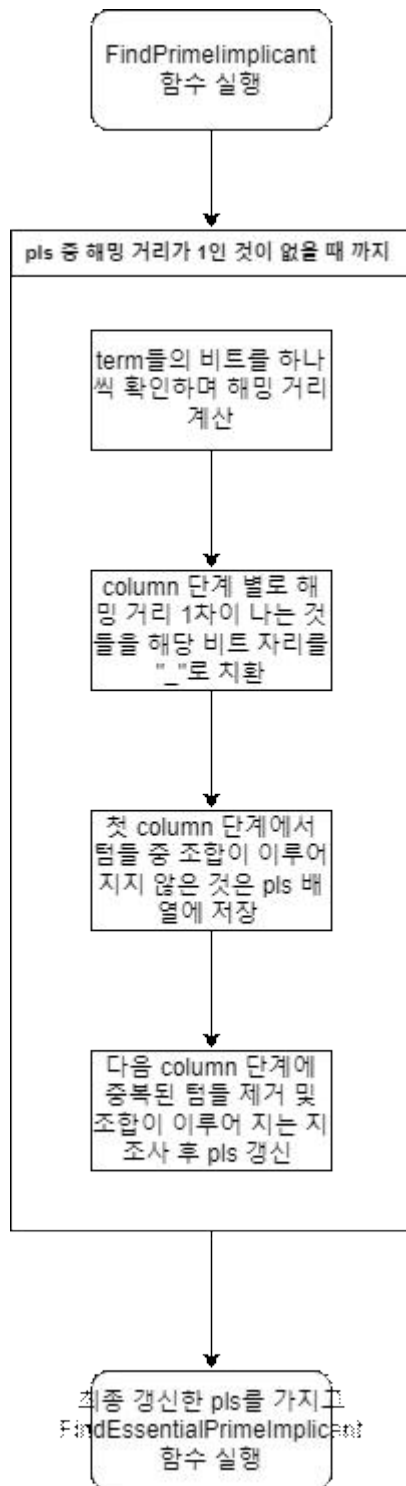 FindPrimeIimplicant
함수 실행
pls 중 해밍 거리가 1인 것이 없을 때 까지
term들의 비트를 하나
씩 확인하며 해밍 거리
계산
column 단계 별로 해
밍 거리 1차이 나는 것
들을 해당 비트 자리를
"_"로 치환
첫 column 단계에서
텀들 중 조합이 이루어
지지 않은 것은 pls 배
열에 저장
다음 column 단계에
중복된 텀들 제거 및
조합이 이루어 지는 지
조사 후 pls 갱신
최종 갱신한 pls를 가지고
FindEssentialPrimeImplicant
함수 실행